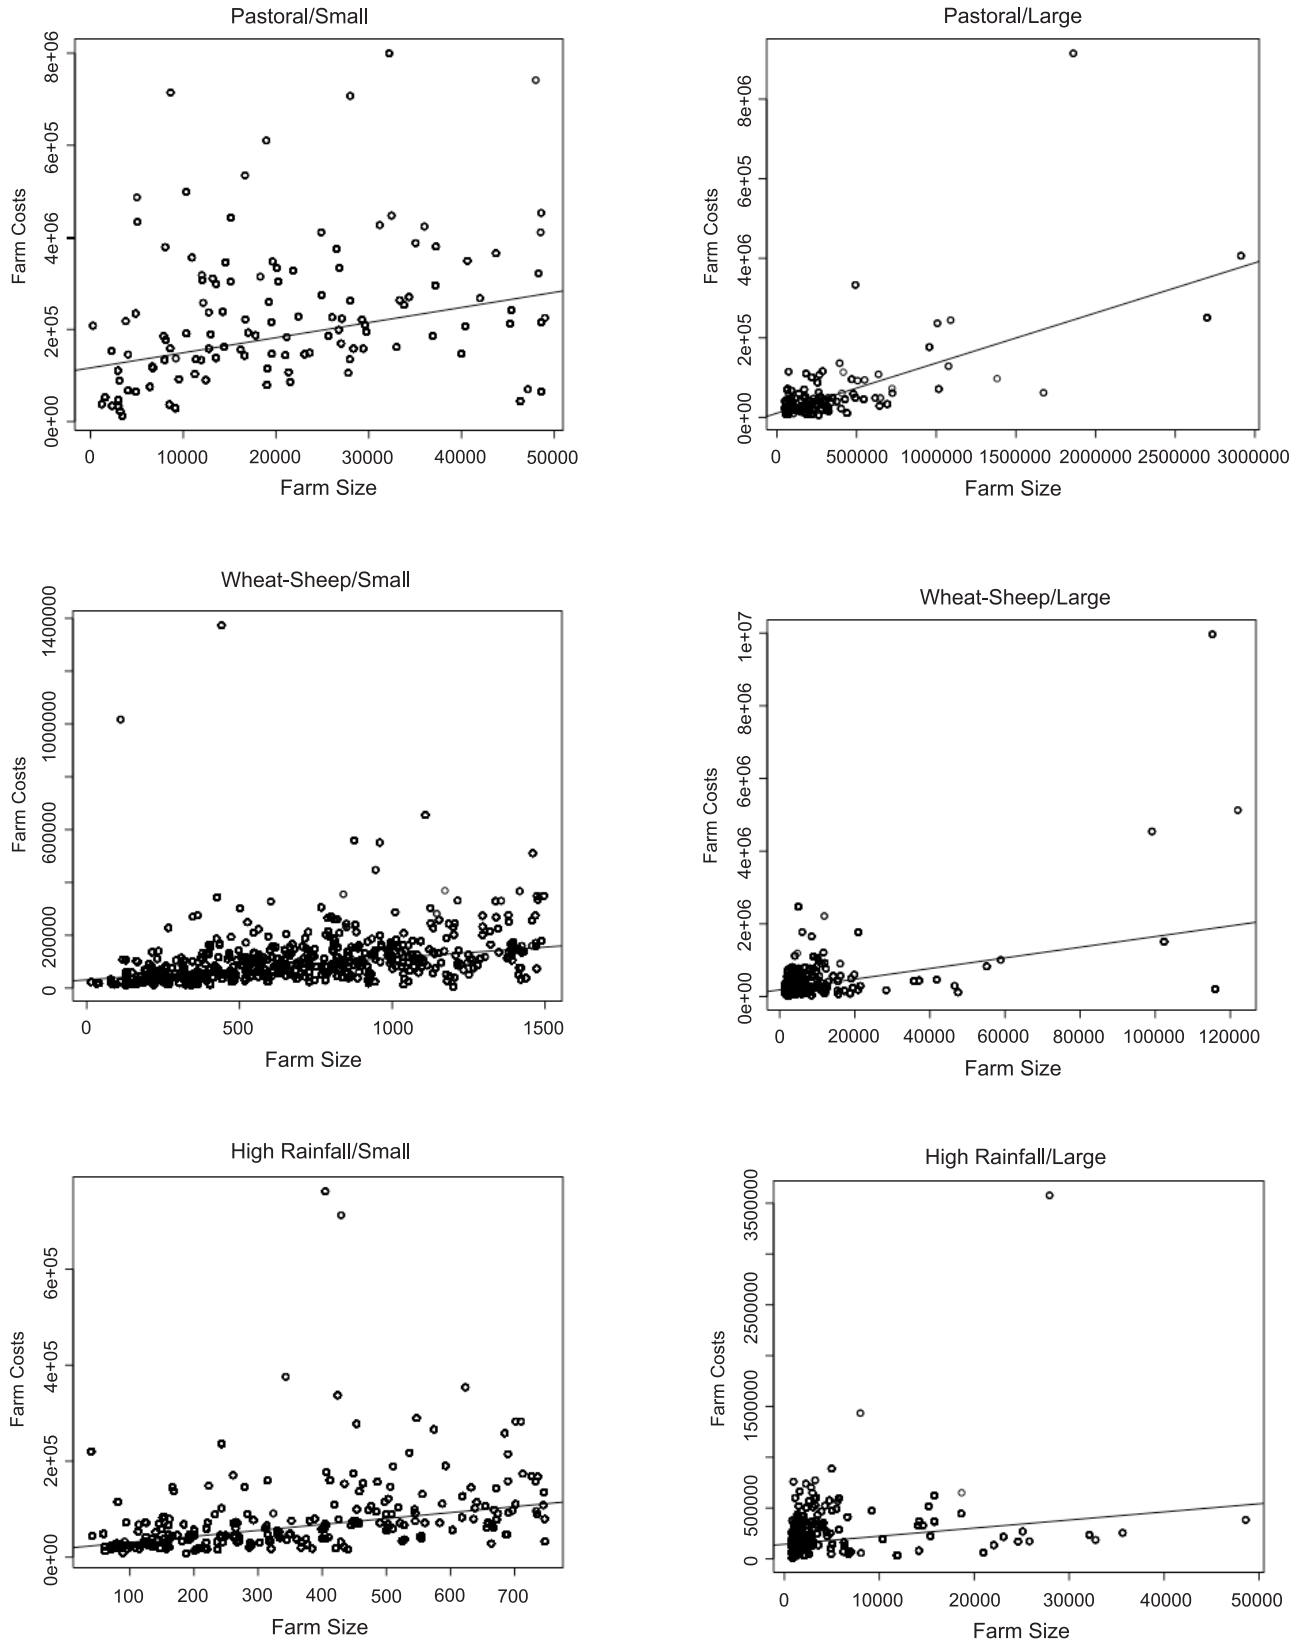 Pastoral/Small
8e+06
6e+05
4e+06
2e+05
0e+00
Farm Costs
0 10000 20000 30000 40000 50000
Farm Size
Pastoral/Large
8e+06
6e+05
4e+06
2e+05
0e+00
Farm Costs
0 500000 1000000 1500000 2000000 2500000 3000000
Farm Size
Wheat-Sheep/Small
1400000
1000000
600000
200000
0
Farm Costs
0 500 1000 1500
Farm Size
Wheat-Sheep/Large
1e+07
8e+06
6e+06
4e+06
2e+06
0e+00
Farm Costs
0 20000 40000 60000 80000 100000 120000
Farm Size
High Rainfall/Small
6e+05
4e+05
2e+05
0e+00
Farm Costs
100 200 300 400 500 600 700
Farm Size
High Rainfall/Large
3500000
2500000
1500000
500000
0
Farm Costs
0 10000 20000 30000 40000 50000
Farm Size